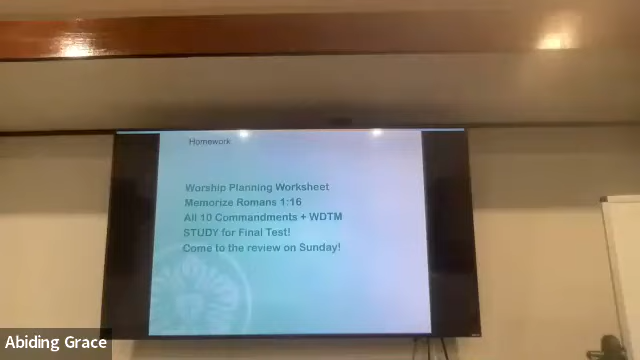 Homework
Worship Planning Worksheet
Memorize Romans 1:16
All 10 Commandments + WDTM
STUDY for Final Test!
Come to the review on Sunday!
Abiding Grace